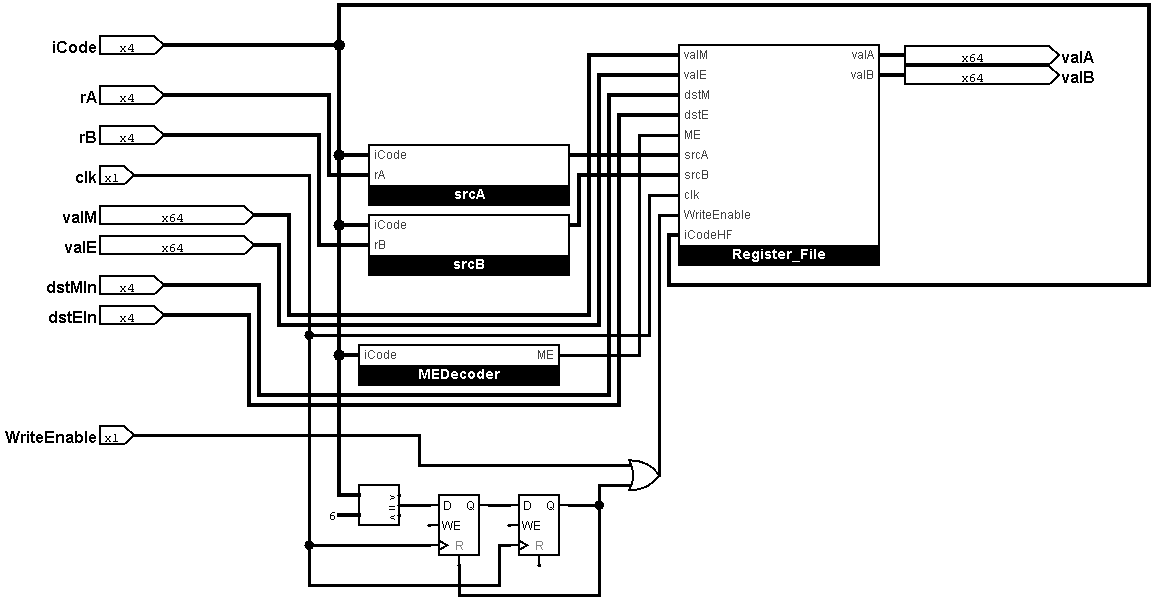 iCode x4
rA x4
rB x4
clk x1
valM x64
valE x64
dstMIn x4
dstEIn x4
WriteEnable x1
iCode
rA
srcA
iCode
rB
srcB
iCode ME
MEDecoder
valM valA
valE valB
dstM
dstE
ME
srcA
srcB
clk
WriteEnable
iCodeHF
Register_File
x64 valA
x64 valB
6
>
=
<
D Q
WE
R
D Q
WE
R